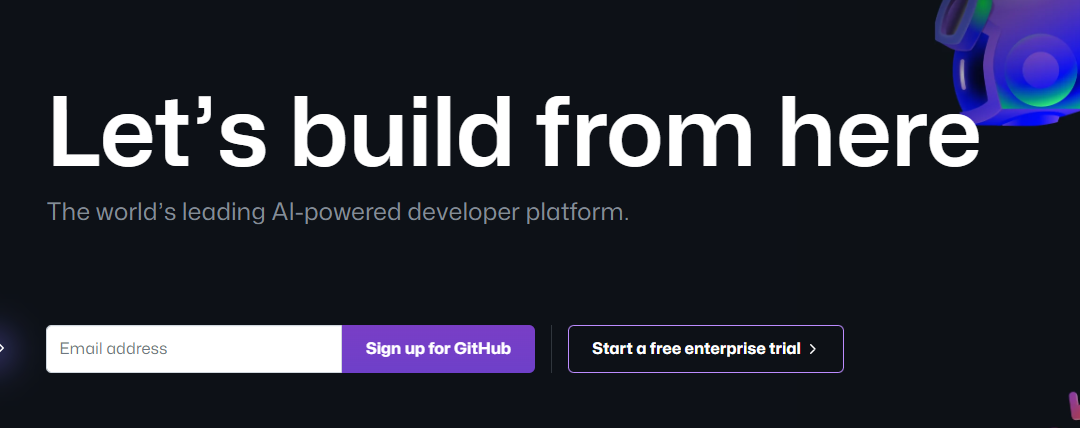 Let’s build from here
The world’s leading AI-powered developer platform.
Email address
Sign up for GitHub
Start a free enterprise trial